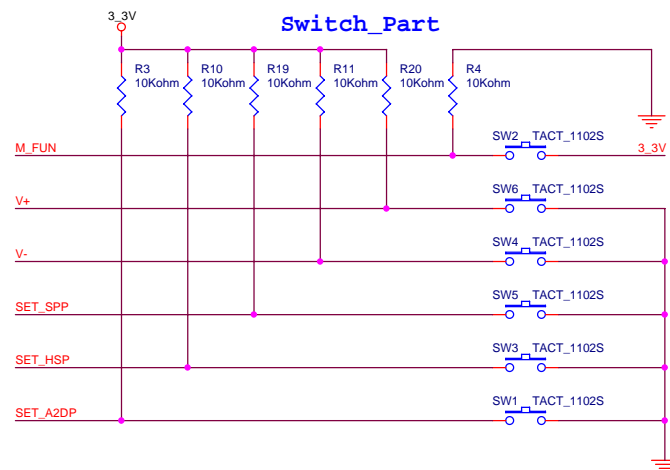 3_3V
Switch_Part
R3 R10 R19 R11 R20 R4
10Kohm 10Kohm 10Kohm 10Kohm 10Kohm 10Kohm
SW2 TACT_1102S
M_FUN 3_3V
SW6 TACT_1102S
V+
SW4 TACT_1102S
V-
SW5 TACT_1102S
SET_SPP
SW3 TACT_1102S
SET_HSP
SW1 TACT_1102S
SET_A2DP